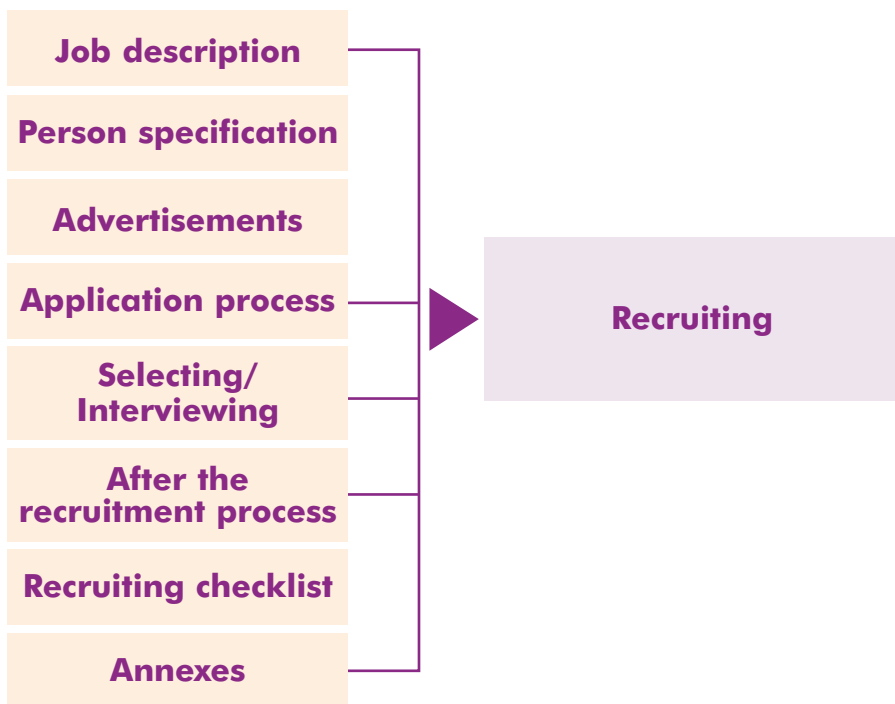 Job description
Person specification
Advertisements
Application process
Selecting/
Interviewing
After the
recruitment process
Recruiting checklist
Annexes
Recruiting